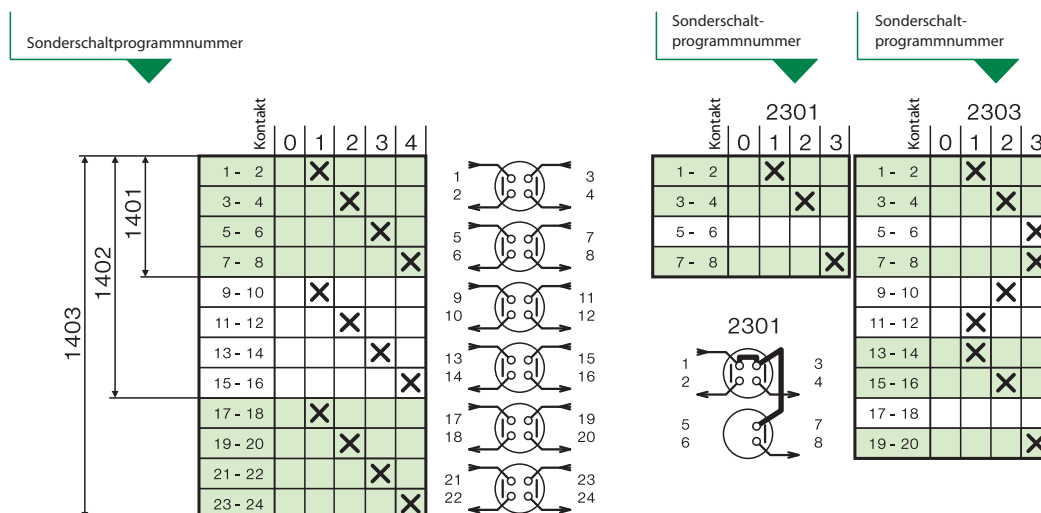 Sonderschaltprogrammnummer
Kontakt 0 1 2 3 4
1 - 2
3 - 4
5 - 6
7 - 8
9 - 10
11 - 12
13 - 14
15 - 16
17 - 18
19 - 20
21 - 22
23 - 24
1401
1402
1403
1 3
2 4
5 7
6 8
9 11
10 12
13 15
14 16
17 19
18 20
21 23
22 24
Sonderschalt-
programmnummer
2301
Kontakt 0 1 2 3
1 - 2
3 - 4
5 - 6
7 - 8
2301
1 3
2 4
5 7
6 8
Sonderschalt-
programmnummer
2303
Kontakt 0 1 2 3
1 - 2
3 - 4
5 - 6
7 - 8
9 - 10
11 - 12
13 - 14
15 - 16
17 - 18
19 - 20